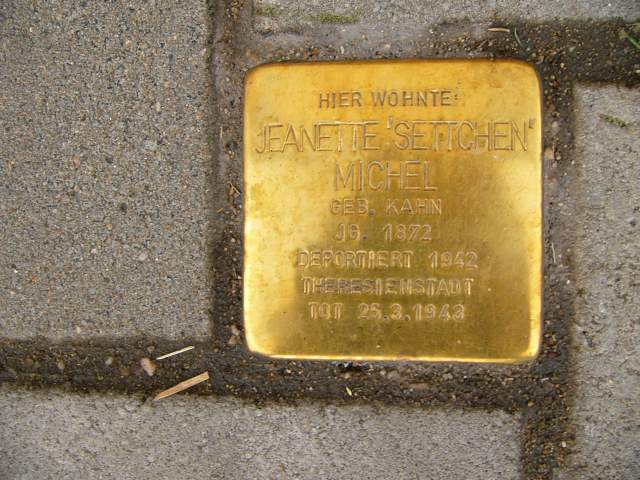 HIER WOHNTE
JEANETTE 'SETTCHEN'
MICHEL
GEB. KAHN
JG. 1872
DEPORTIERT 1942
THERESIENSTADT
TOT 25.3.1943